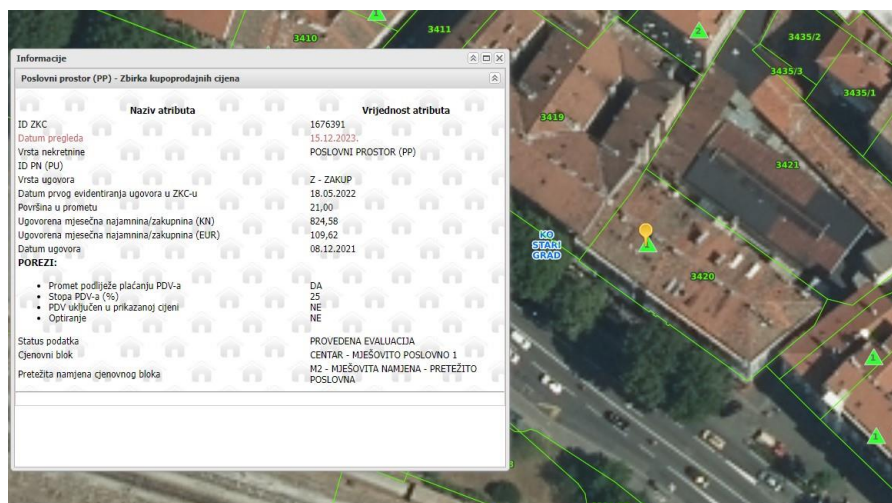 Informacije
Poslovni prostor (PP) - Zbirka kupoprodajnih cijena
Naziv atributa Vrijednost atributa
ID ZKC 1676391
Datum pregleda 15.12.2023.
Vrsta nekretnine POSLOVNI PROSTOR (PP)
ID PN (PU)
Vrsta ugovora Z - ZAKUP
Datum prvog evidentiranja ugovora u ZKC-u 18.05.2022
Površina u prometu 21,00
Ugovorena mjesečna najamnina/zakupnina (KN) 824,58
Ugovorena mjesečna najamnina/zakupnina (EUR) 109,62
Datum ugovora 08.12.2021
POREZI:
• Promet podliježe plaćanju PDV-a DA
• Stopa PDV-a (%) 25
• PDV uključen u prikazanoj cijeni NE
• Optiranje NE
Status podatka PROVEDENA EVALUACIJA
Cjenovni blok CENTAR - MJEŠOVITO POSLOVNO 1
Pretežita namjena cjenovnog bloka M2 - MJEŠOVITA NAMJENA - PRETEŽITO
POSLOVNA
1
3410
3411
2
3435/2
3435/3
3435/1
3419
3421
KO
STARI
GRAD
1
3420
1
1